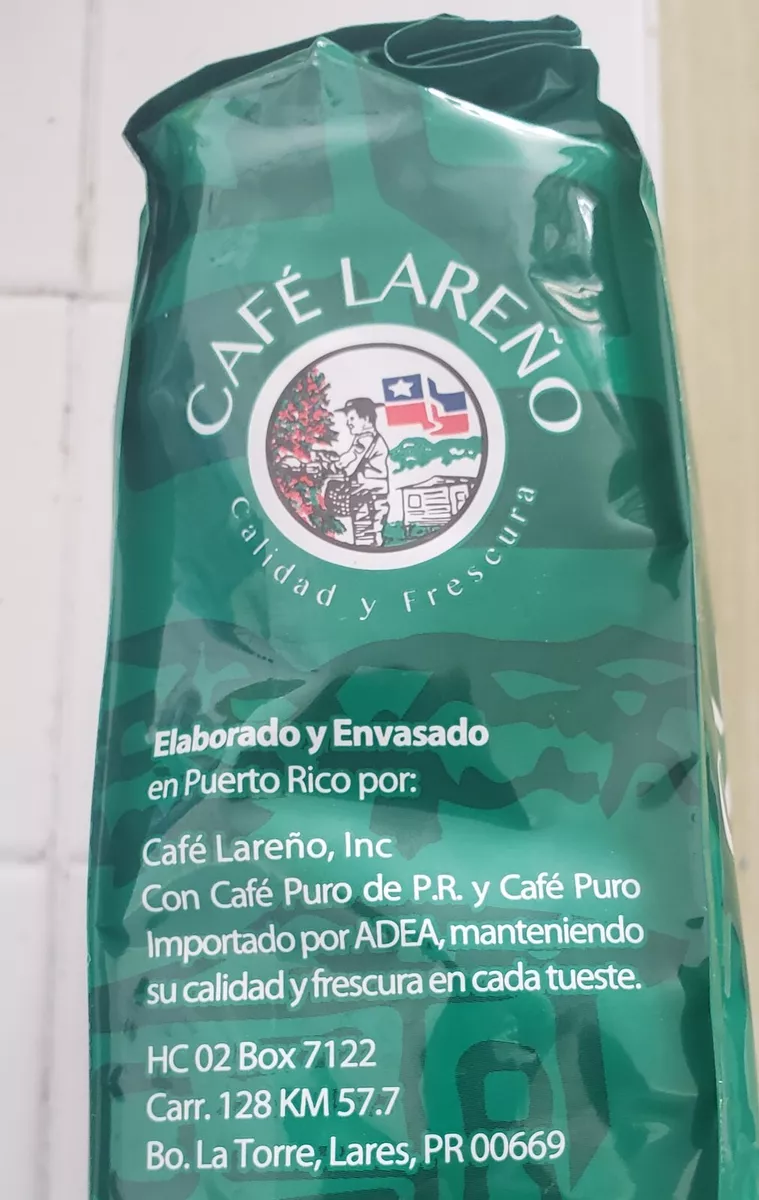 CAFÉ LAREÑO
Calidad y Frescura
Elaborado y Envasado
en Puerto Rico por:
Café Lareño, Inc
Con Café Puro de P.R. y Café Puro
Importado por ADEA, manteniendo
su calidad y frescura en cada tueste.
HC 02 Box 7122
Carr. 128 KM 57.7
Bo. La Torre, Lares, PR 00669